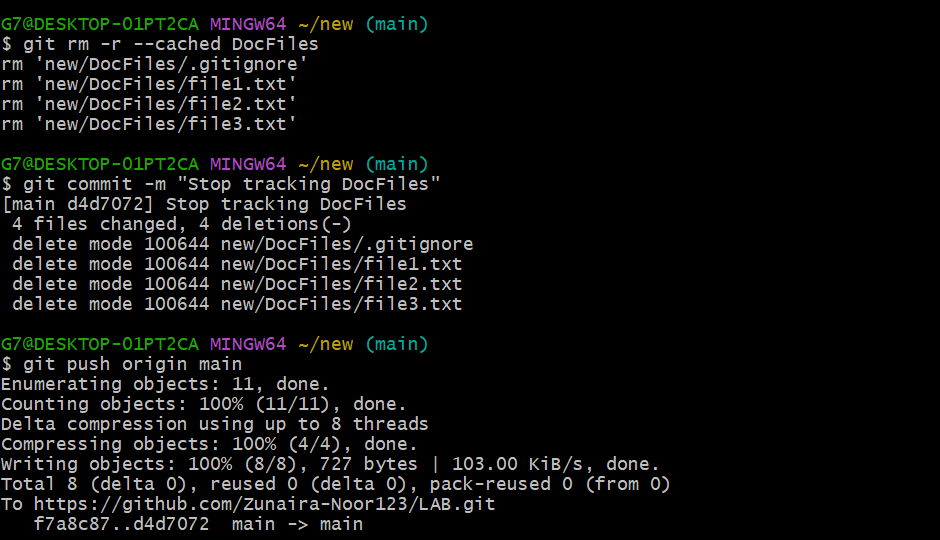 G7@DESKTOP-01PT2CA MINGW64 ~/new (main)
$ git rm -r --cached DocFiles
rm 'new/DocFiles/.gitignore'
rm 'new/DocFiles/file1.txt'
rm 'new/DocFiles/file2.txt'
rm 'new/DocFiles/file3.txt'

G7@DESKTOP-01PT2CA MINGW64 ~/new (main)
$ git commit -m "Stop tracking DocFiles"
[main d4d7072] Stop tracking DocFiles
 4 files changed, 4 deletions(-)
 delete mode 100644 new/DocFiles/.gitignore
 delete mode 100644 new/DocFiles/file1.txt
 delete mode 100644 new/DocFiles/file2.txt
 delete mode 100644 new/DocFiles/file3.txt

G7@DESKTOP-01PT2CA MINGW64 ~/new (main)
$ git push origin main
Enumerating objects: 11, done.
Counting objects: 100% (11/11), done.
Delta compression using up to 8 threads
Compressing objects: 100% (4/4), done.
Writing objects: 100% (8/8), 727 bytes | 103.00 KiB/s, done.
Total 8 (delta 0), reused 0 (delta 0), pack-reused 0 (from 0)
To https://github.com/Zunaira-Noor123/LAB.git
   f7a8c87..d4d7072  main -> main